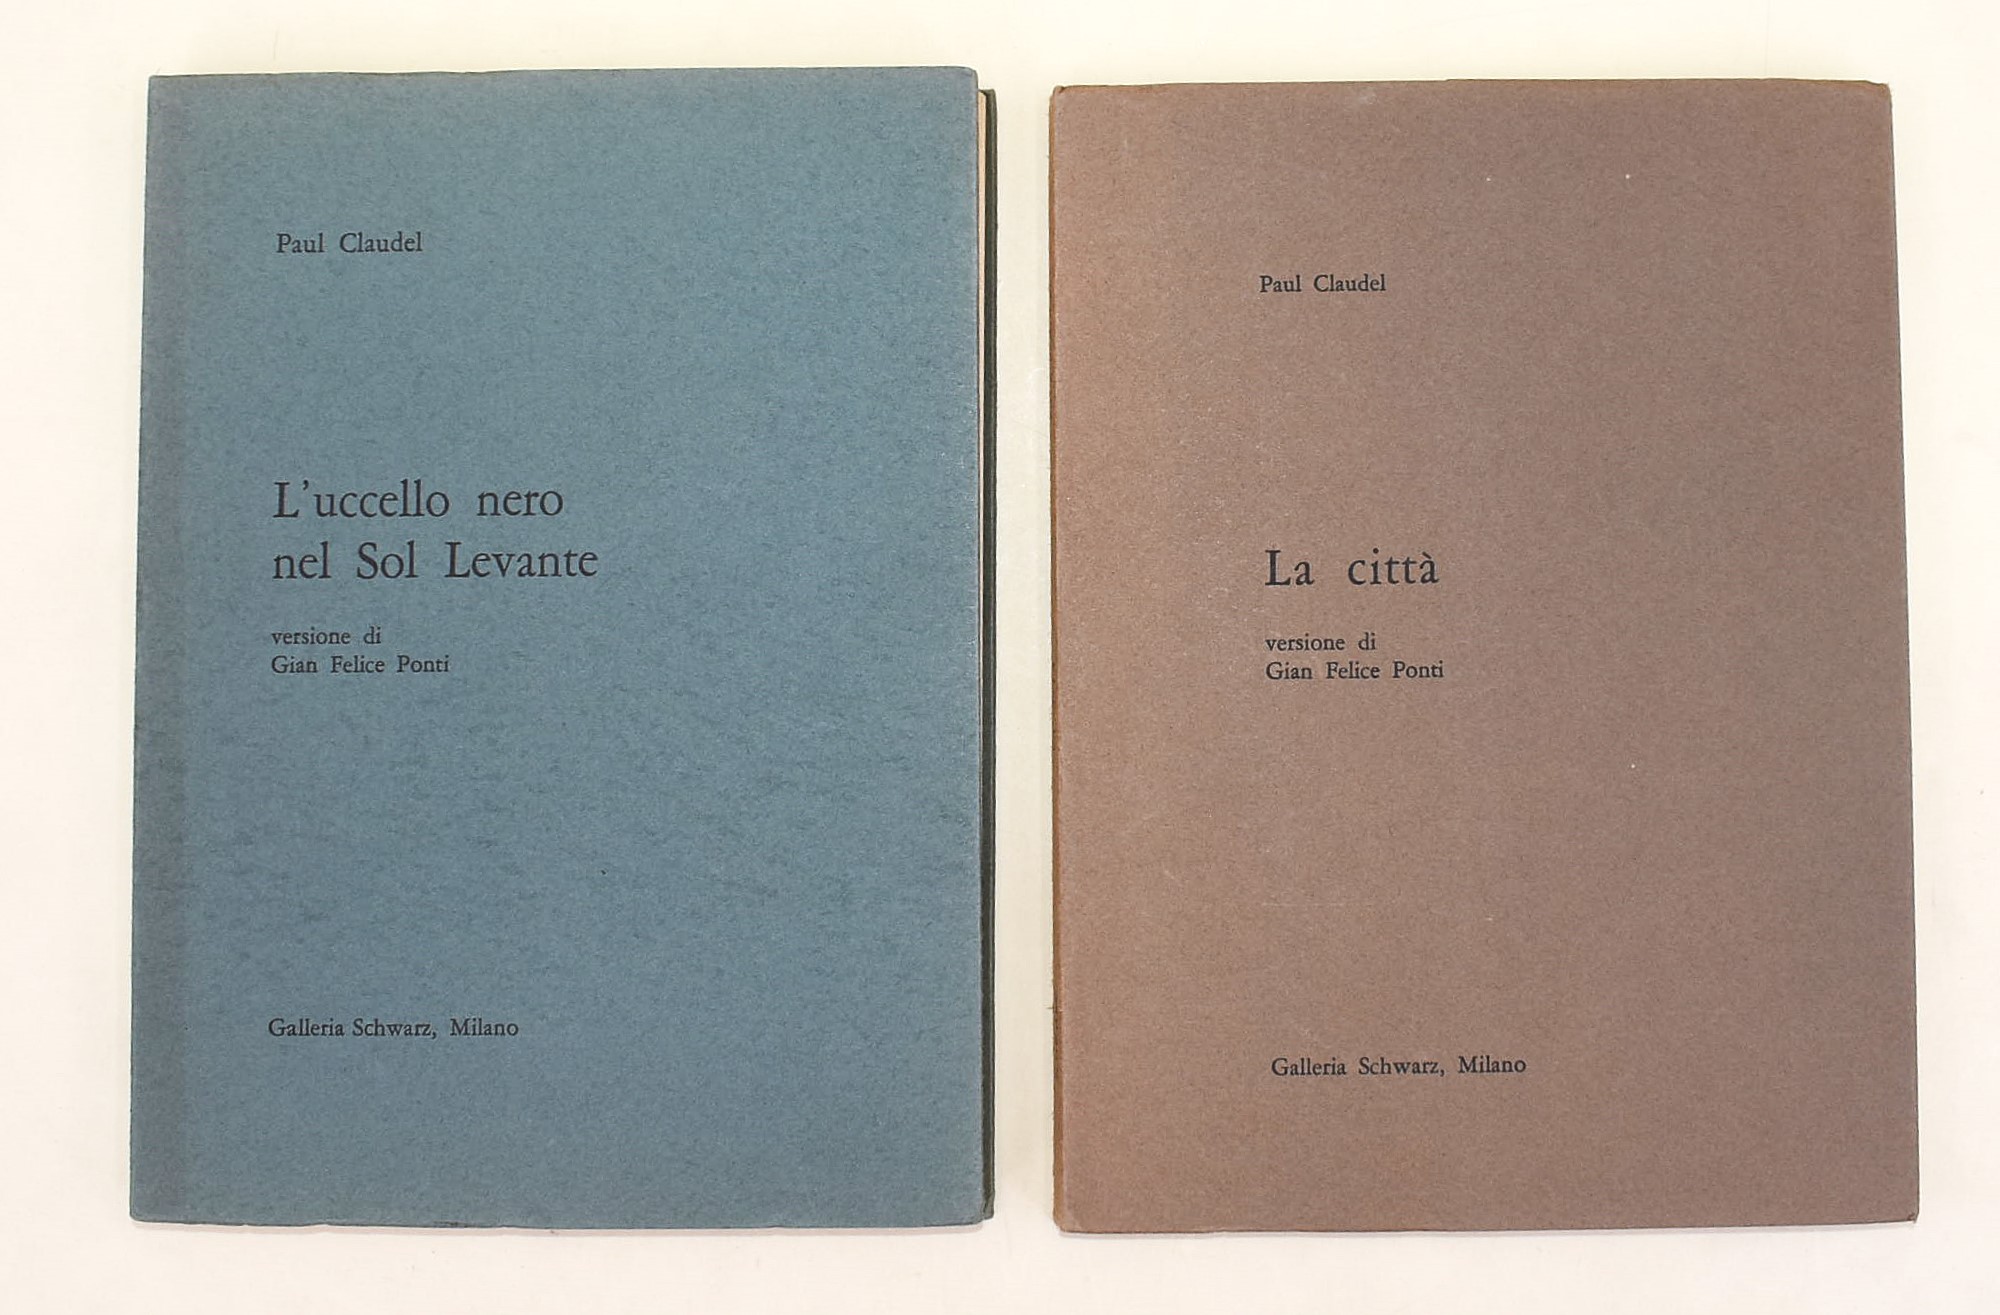 Paul Claudel
L'uccello nero
nel Sol Levante
versione di
Gian Felice Ponti
Galleria Schwarz, Milano
Paul Claudel
La città
versione di
Gian Felice Ponti
Galleria Schwarz, Milano